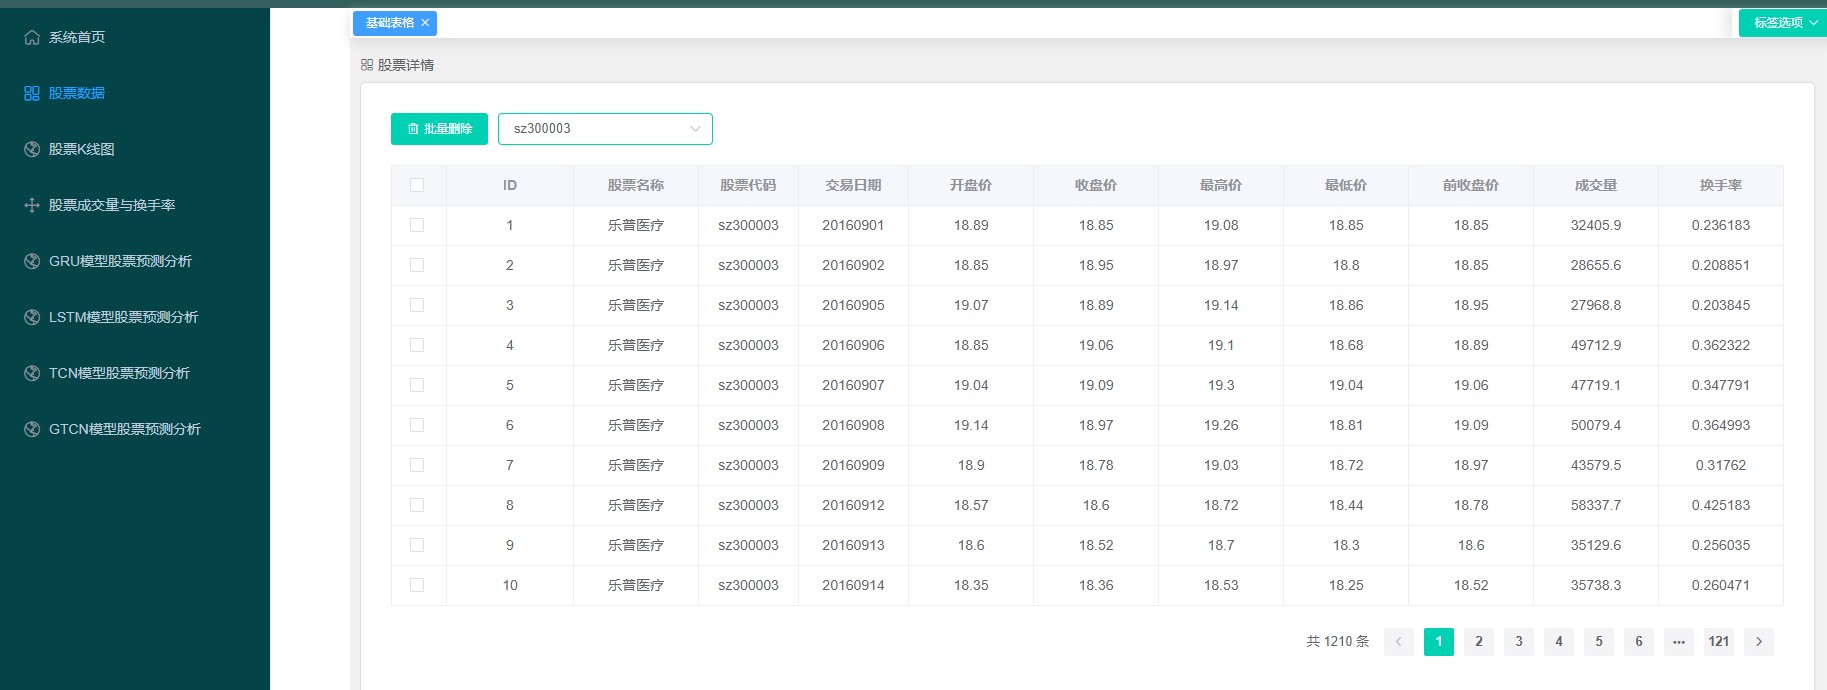 系统首页
股票数据
股票K线图
股票成交量与换手率
GRU模型股票预测分析
LSTM模型股票预测分析
TCN模型股票预测分析
GTCN模型股票预测分析
基础表格 ×
标签选项
股票详情
批量删除 sz300003
ID 股票名称 股票代码 交易日期 开盘价 收盘价 最高价 最低价 前收盘价 成交量 换手率
1 乐普医疗 sz300003 20160901 18.89 18.85 19.08 18.85 18.85 32405.9 0.236183
2 乐普医疗 sz300003 20160902 18.85 18.95 18.97 18.8 18.85 28655.6 0.208851
3 乐普医疗 sz300003 20160905 19.07 18.89 19.14 18.86 18.95 27968.8 0.203845
4 乐普医疗 sz300003 20160906 18.85 19.06 19.1 18.68 18.89 49712.9 0.362322
5 乐普医疗 sz300003 20160907 19.04 19.09 19.3 19.04 19.06 47719.1 0.347791
6 乐普医疗 sz300003 20160908 19.14 18.97 19.26 18.81 19.09 50079.4 0.364993
7 乐普医疗 sz300003 20160909 18.9 18.78 19.03 18.72 18.97 43579.5 0.31762
8 乐普医疗 sz300003 20160912 18.57 18.6 18.72 18.44 18.78 58337.7 0.425183
9 乐普医疗 sz300003 20160913 18.6 18.52 18.7 18.3 18.6 35129.6 0.256035
10 乐普医疗 sz300003 20160914 18.35 18.36 18.53 18.25 18.52 35738.3 0.260471
共 1210 条 < 1 2 3 4 5 6 ··· 121 >